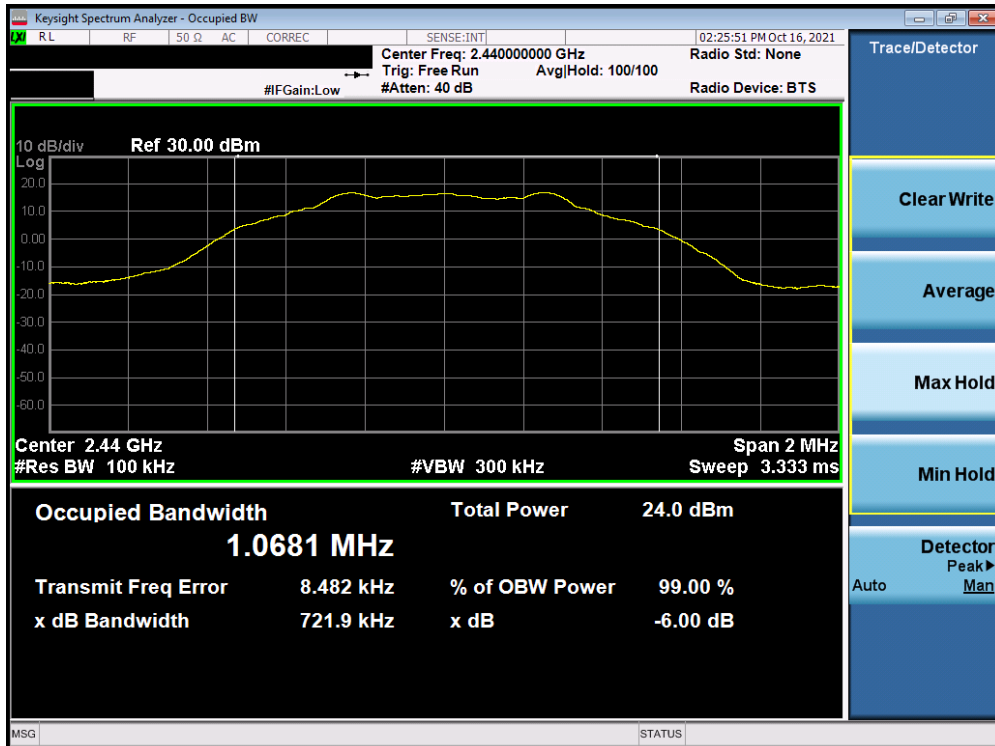 Keysight Spectrum Analyzer - Occupied BW
LXI RL RF 50 Ω AC CORREC SENSE:INT 02:25:51 PM Oct 16, 2021
Center Freq: 2.440000000 GHz Radio Std: None
Trig: Free Run Avg|Hold: 100/100
#IFGain:Low #Atten: 40 dB Radio Device: BTS
10 dB/div Ref 30.00 dBm
Log
20.0
10.0
0.00
-10.0
-20.0
-30.0
-40.0
-50.0
-60.0
Center 2.44 GHz Span 2 MHz
#Res BW 100 kHz #VBW 300 kHz Sweep 3.333 ms
Occupied Bandwidth Total Power 24.0 dBm
1.0681 MHz
Transmit Freq Error 8.482 kHz % of OBW Power 99.00 %
x dB Bandwidth 721.9 kHz x dB -6.00 dB
MSG STATUS
Trace/Detector
Clear Write
Average
Max Hold
Min Hold
Detector
Peak▶
Auto Man